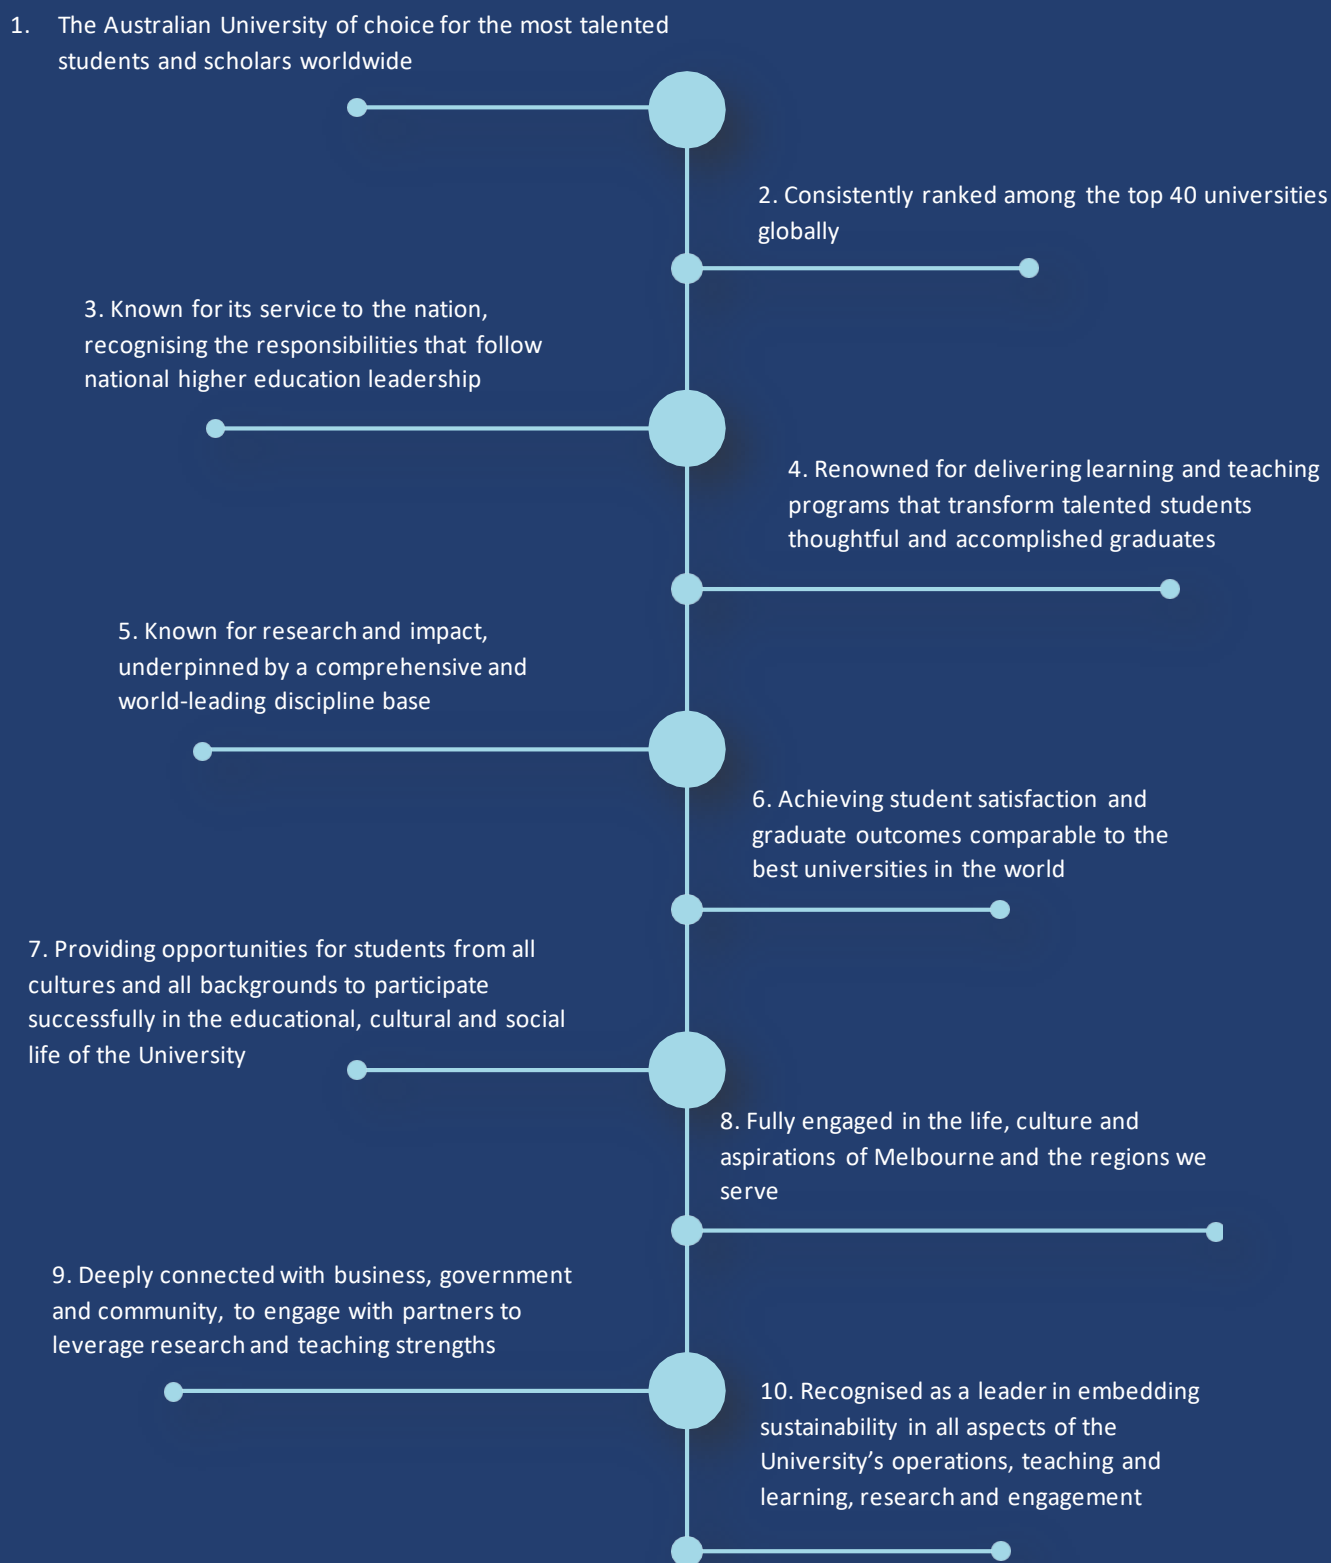 1. The Australian University of choice for the most talented
students and scholars worldwide
2. Consistently ranked among the top 40 universities
globally
3. Known for its service to the nation,
recognising the responsibilities that follow
national higher education leadership
4. Renowned for delivering learning and teaching
programs that transform talented students
thoughtful and accomplished graduates
5. Known for research and impact,
underpinned by a comprehensive and
world-leading discipline base
6. Achieving student satisfaction and
graduate outcomes comparable to the
best universities in the world
7. Providing opportunities for students from all
cultures and all backgrounds to participate
successfully in the educational, cultural and social
life of the University
8. Fully engaged in the life, culture and
aspirations of Melbourne and the regions we
serve
9. Deeply connected with business, government
and community, to engage with partners to
leverage research and teaching strengths
10. Recognised as a leader in embedding
sustainability in all aspects of the
University’s operations, teaching and
learning, research and engagement